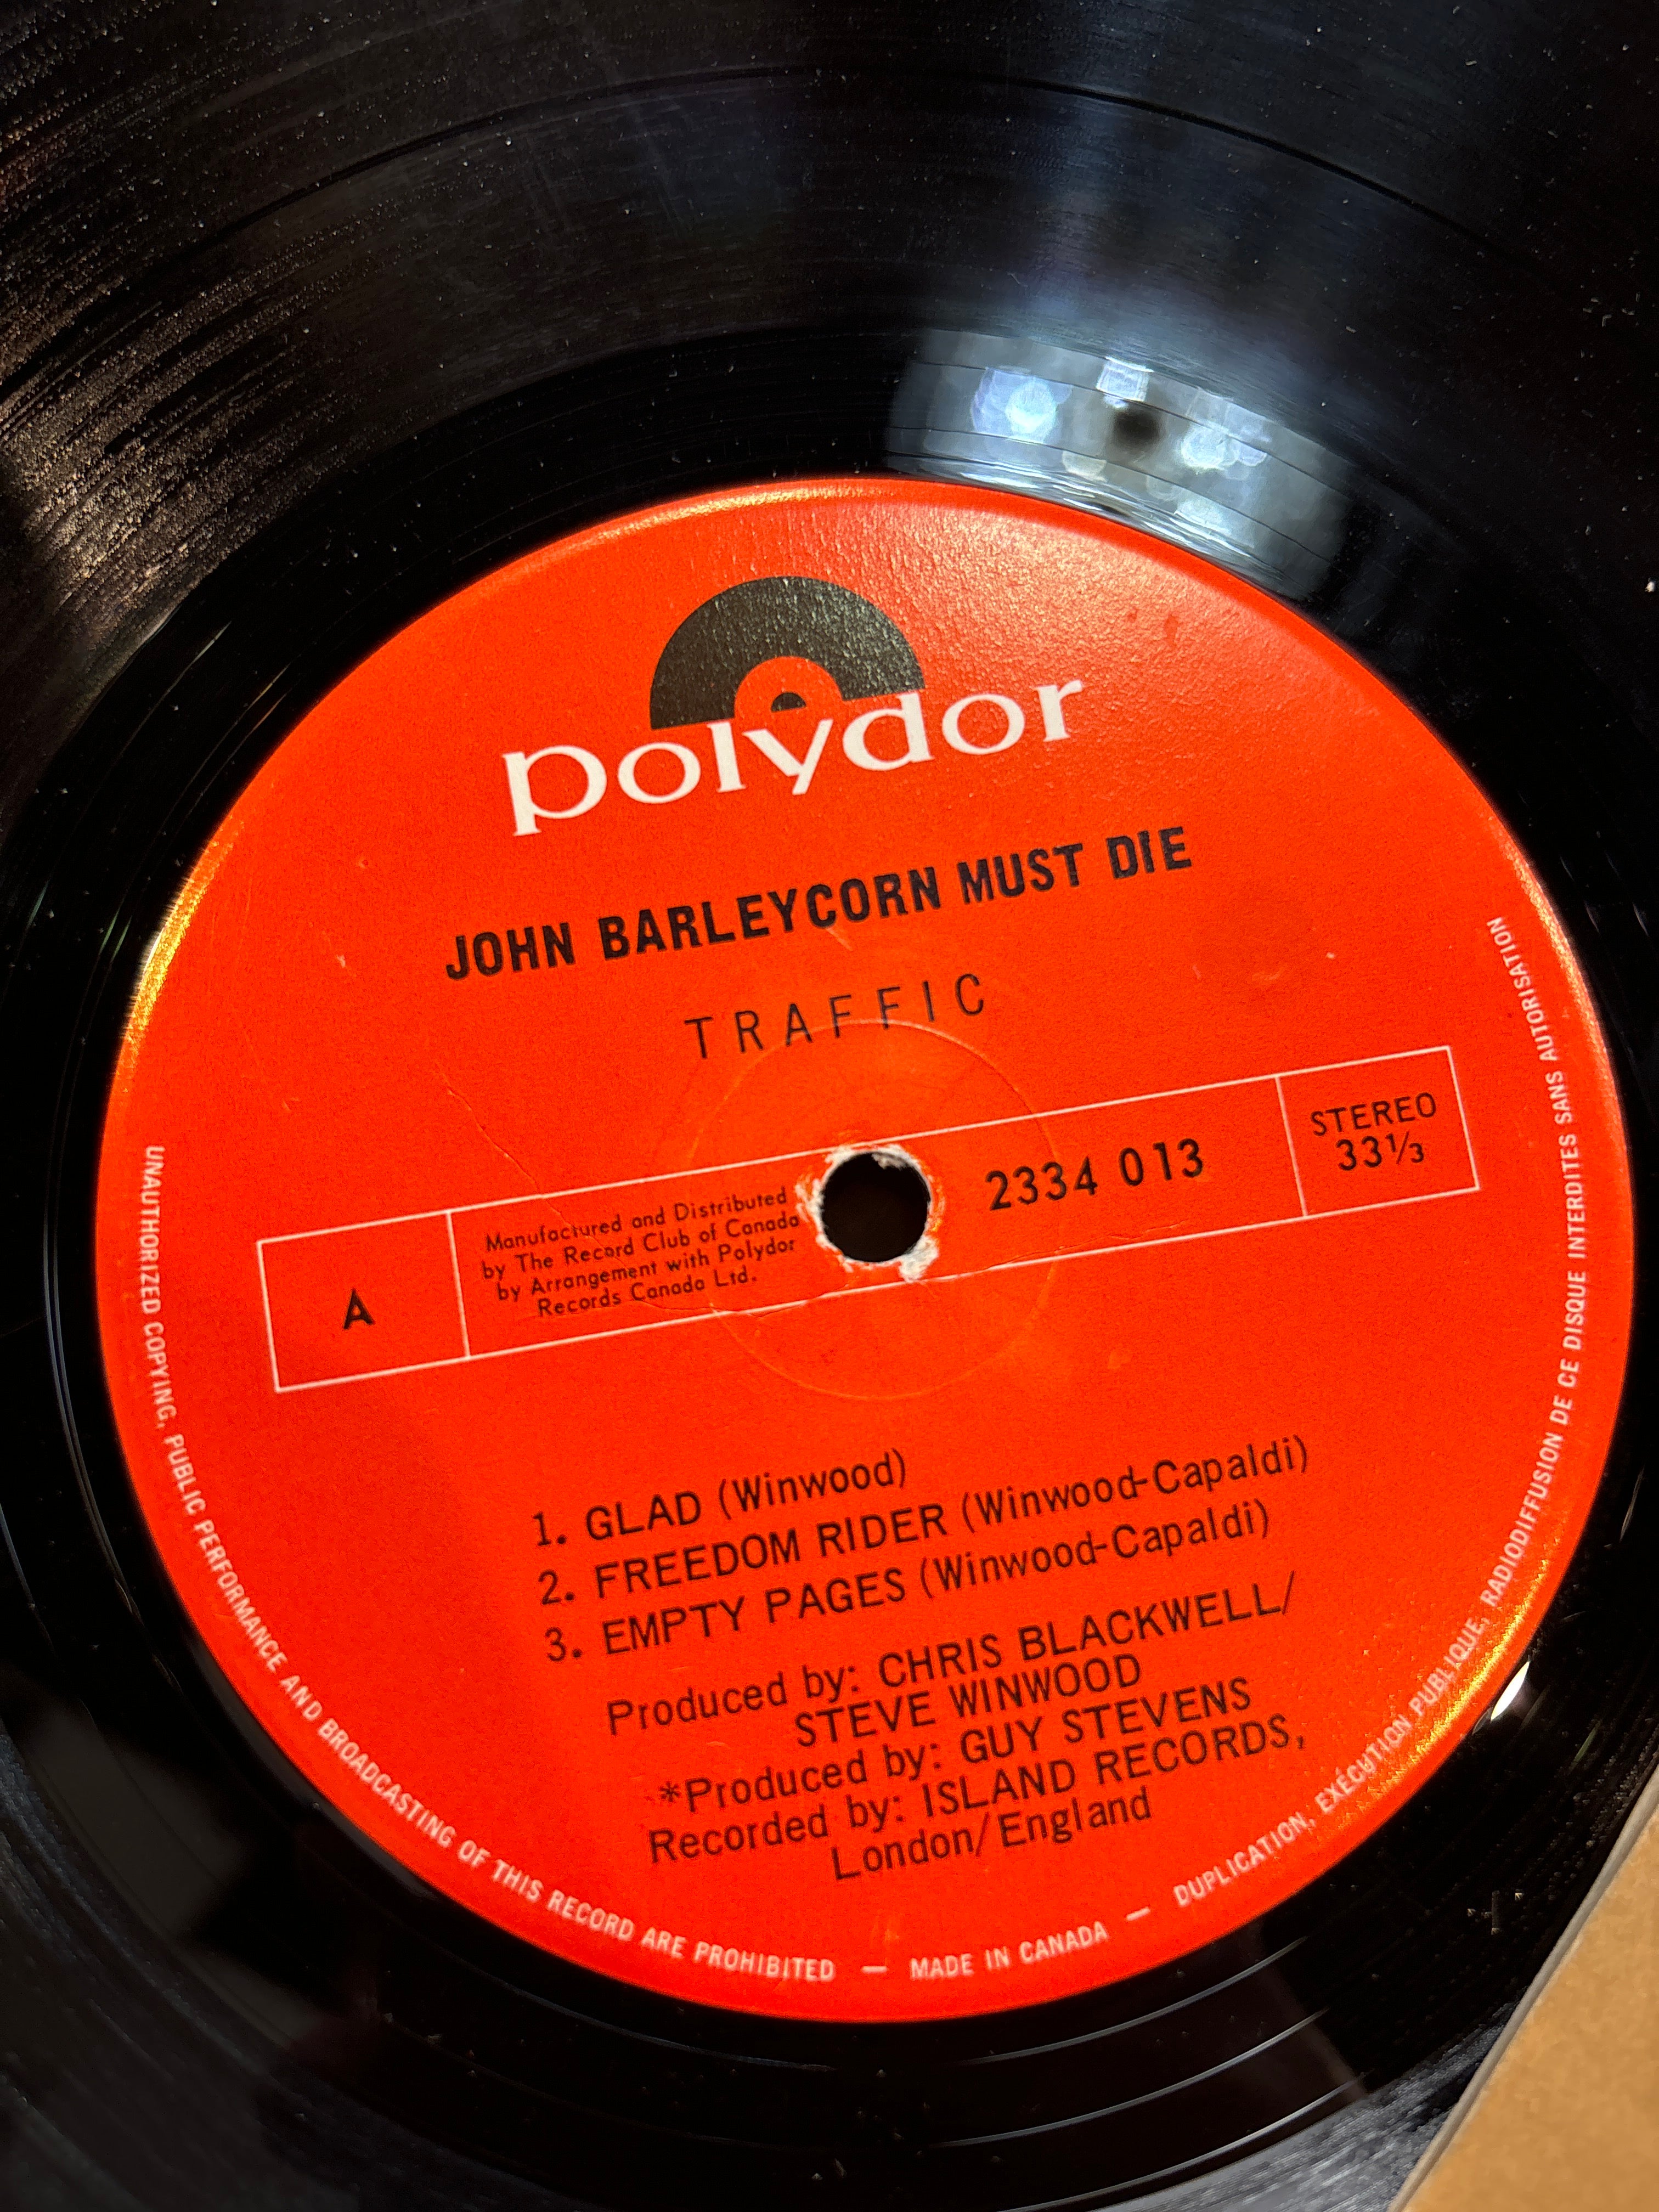 polydor
JOHN BARLEYCORN MUST DIE
TRAFFIC
A
Manufactured and Distributed
by The Record Club of Canada
by Arrangement with Polydor
Records Canada Ltd.
2334 013
STEREO
33⅓
1. GLAD (Winwood)
2. FREEDOM RIDER (Winwood-Capaldi)
3. EMPTY PAGES (Winwood-Capaldi)
Produced by: CHRIS BLACKWELL/
STEVE WINWOOD
*Produced by: GUY STEVENS
Recorded by: ISLAND RECORDS,
London/England
UNAUTHORIZED COPYING, PUBLIC PERFORMANCE AND BROADCASTING OF THIS RECORD ARE PROHIBITED — MADE IN CANADA — DUPLICATION, EXÉCUTION PUBLIQUE, RADIODIFFUSION DE CE DISQUE INTERDITES SANS AUTORISATION